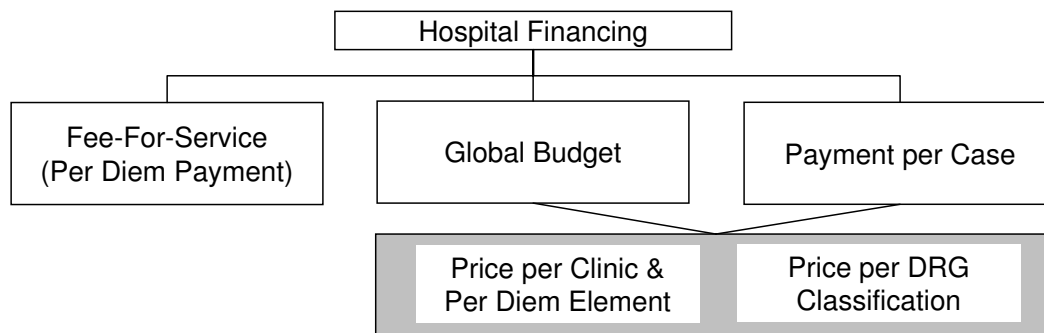 Hospital Financing
Fee-For-Service
(Per Diem Payment)
Global Budget
Payment per Case
Price per Clinic &
Per Diem Element
Price per DRG
Classification